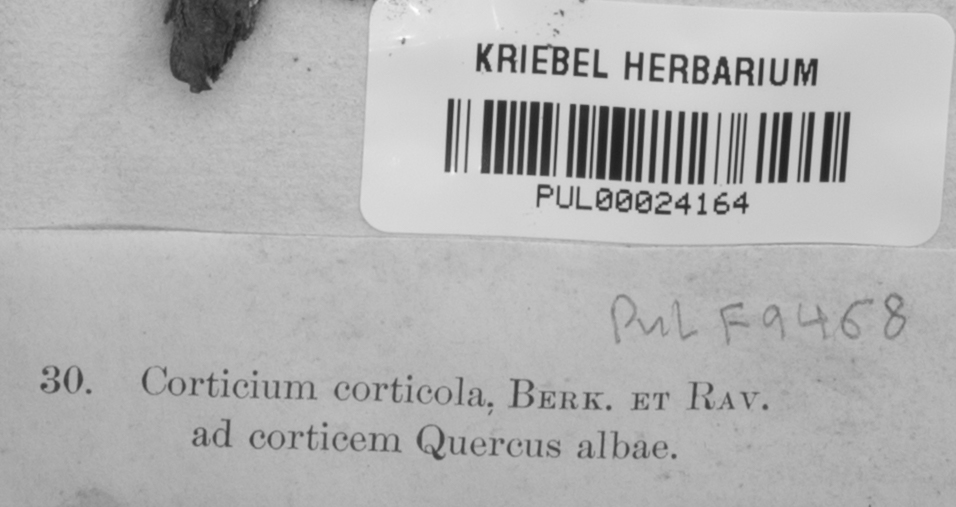 KRIEBEL HERBARIUM
PUL00024164
PUL F9468
30. Corticium corticola, BERK. ET RAV.
ad corticem Quercus albae.